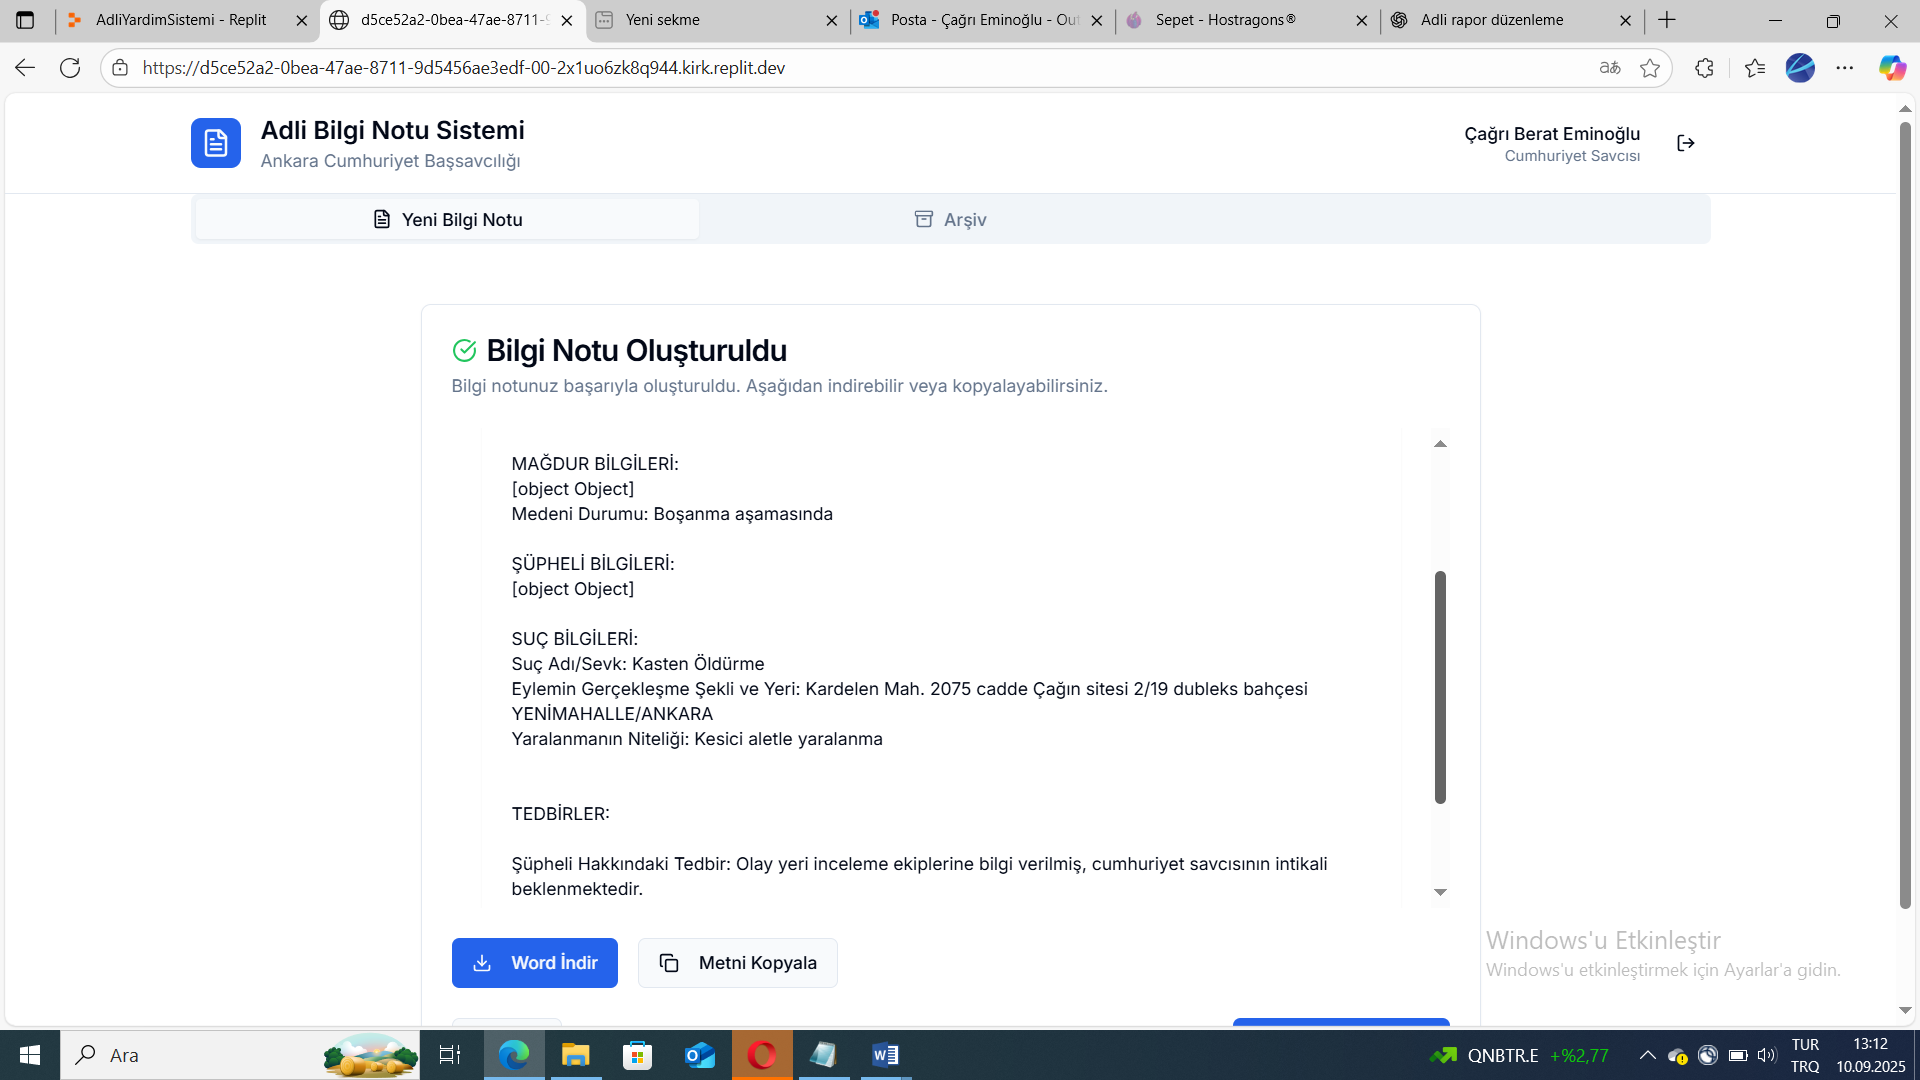 AdliYardimSistemi - Replit
d5ce52a2-0bea-47ae-8711-9
Yeni sekme
Posta - Çağrı Eminoğlu - Out
Sepet - Hostragons®
Adli rapor düzenleme
https://d5ce52a2-0bea-47ae-8711-9d5456ae3edf-00-2x1uo6zk8q944.kirk.replit.dev
Adli Bilgi Notu Sistemi
Ankara Cumhuriyet Başsavcılığı
Çağrı Berat Eminoğlu
Cumhuriyet Savcısı
Yeni Bilgi Notu
Arşiv
Bilgi Notu Oluşturuldu
Bilgi notunuz başarıyla oluşturuldu. Aşağıdan indirebilir veya kopyalayabilirsiniz.
MAĞDUR BİLGİLERİ:
[object Object]
Medeni Durumu: Boşanma aşamasında
ŞÜPHELİ BİLGİLERİ:
[object Object]
SUÇ BİLGİLERİ:
Suç Adı/Sevk: Kasten Öldürme
Eylemin Gerçekleşme Şekli ve Yeri: Kardelen Mah. 2075 cadde Çağın sitesi 2/19 dubleks bahçesi
YENİMAHALLE/ANKARA
Yaralanmanın Niteliği: Kesici aletle yaralanma
TEDBİRLER:
Şüpheli Hakkındaki Tedbir: Olay yeri inceleme ekiplerine bilgi verilmiş, cumhuriyet savcısının intikali
beklenmektedir.
Word İndir
Metni Kopyala
Windows'u Etkinleştir
Windows'u etkinleştirmek için Ayarlar'a gidin.
Ara
QNBTR.E +%2,77
TUR
TRQ
13:12
10.09.2025